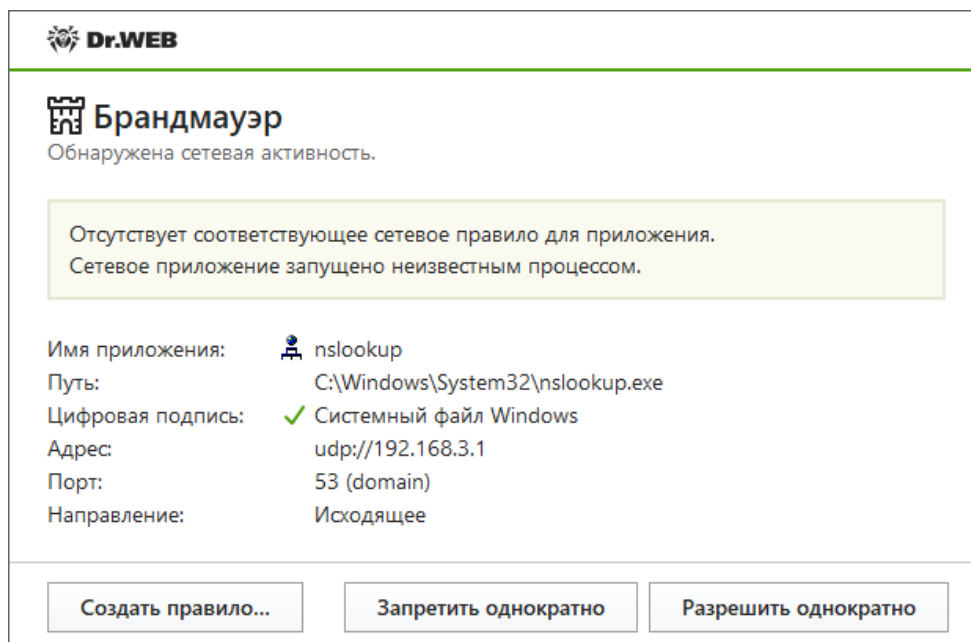 Dr.WEB
Брандмауэр
Обнаружена сетевая активность.
Отсутствует соответствующее сетевое правило для приложения.
Сетевое приложение запущено неизвестным процессом.
Имя приложения: nslookup
Путь: C:\Windows\System32\nslookup.exe
Цифровая подпись: Системный файл Windows
Адрес: udp://192.168.3.1
Порт: 53 (domain)
Направление: Исходящее
Создать правило... Запретить однократно Разрешить однократно